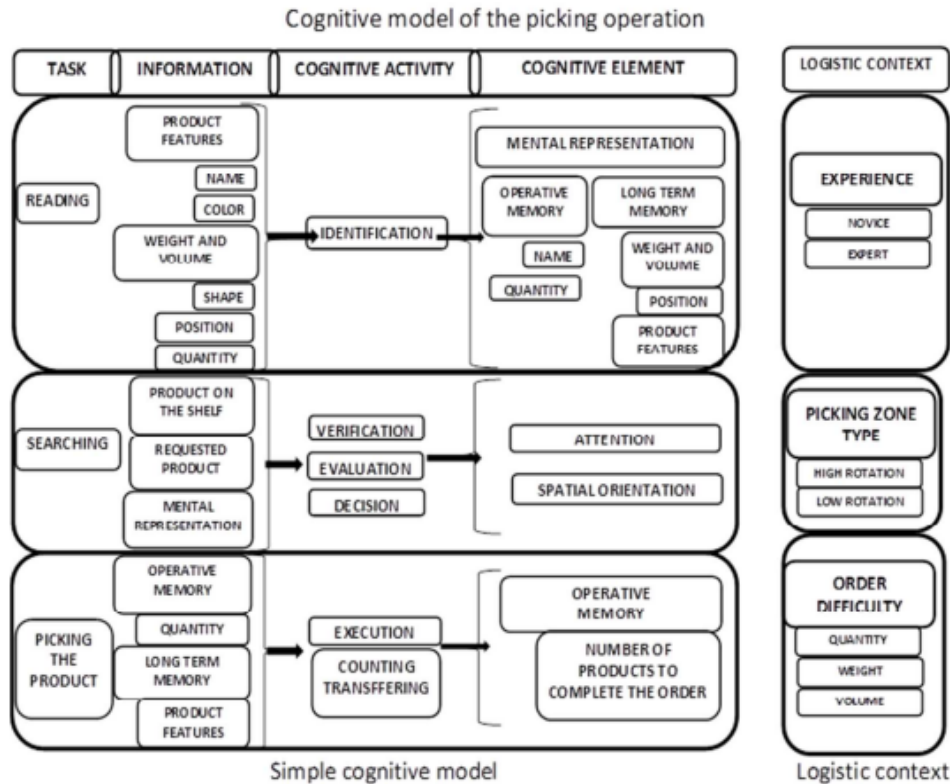 Cognitive model of the picking operation
TASK
INFORMATION
COGNITIVE ACTIVITY
COGNITIVE ELEMENT
LOGISTIC CONTEXT
READING
PRODUCT
FEATURES
NAME
COLOR
WEIGHT AND
VOLUME
SHAPE
POSITION
QUANTITY
IDENTIFICATION
MENTAL REPRESENTATION
OPERATIVE
MEMORY
NAME
QUANTITY
LONG TERM
MEMORY
WEIGHT AND
VOLUME
POSITION
PRODUCT
FEATURES
EXPERIENCE
NOVICE
EXPERT
SEARCHING
PRODUCT ON
THE SHELF
REQUESTED
PRODUCT
MENTAL
REPRESENTATION
VERIFICATION
EVALUATION
DECISION
ATTENTION
SPATIAL ORIENTATION
PICKING ZONE
TYPE
HIGH ROTATION
LOW ROTATION
PICKING
THE
PRODUCT
OPERATIVE
MEMORY
QUANTITY
LONG TERM
MEMORY
PRODUCT
FEATURES
EXECUTION
COUNTING
TRANSFFERING
OPERATIVE
MEMORY
NUMBER OF
PRODUCTS TO
COMPLETE THE ORDER
ORDER
DIFFICULTY
QUANTITY
WEIGHT
VOLUME
Simple cognitive model
Logistic context